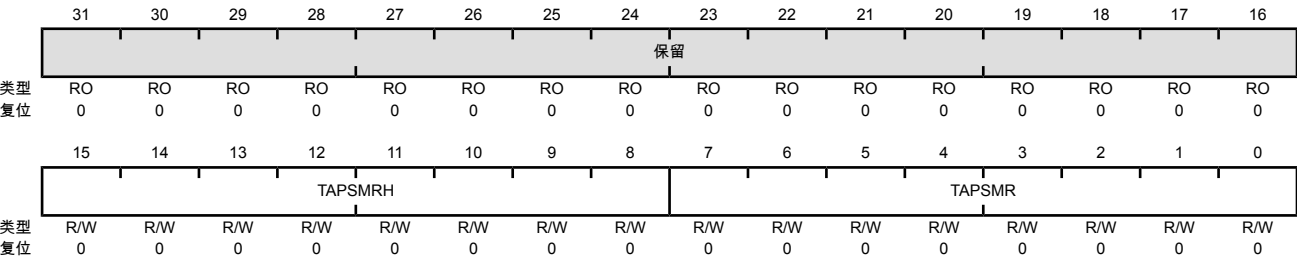 31 30 29 28 27 26 25 24 23 22 21 20 19 18 17 16
保留
类型 RO RO RO RO RO RO RO RO RO RO RO RO RO RO RO RO
复位 0 0 0 0 0 0 0 0 0 0 0 0 0 0 0 0
15 14 13 12 11 10 9 8 7 6 5 4 3 2 1 0
TAPSMRH TAPSMR
类型 R/W R/W R/W R/W R/W R/W R/W R/W R/W R/W R/W R/W R/W R/W R/W R/W
复位 0 0 0 0 0 0 0 0 0 0 0 0 0 0 0 0